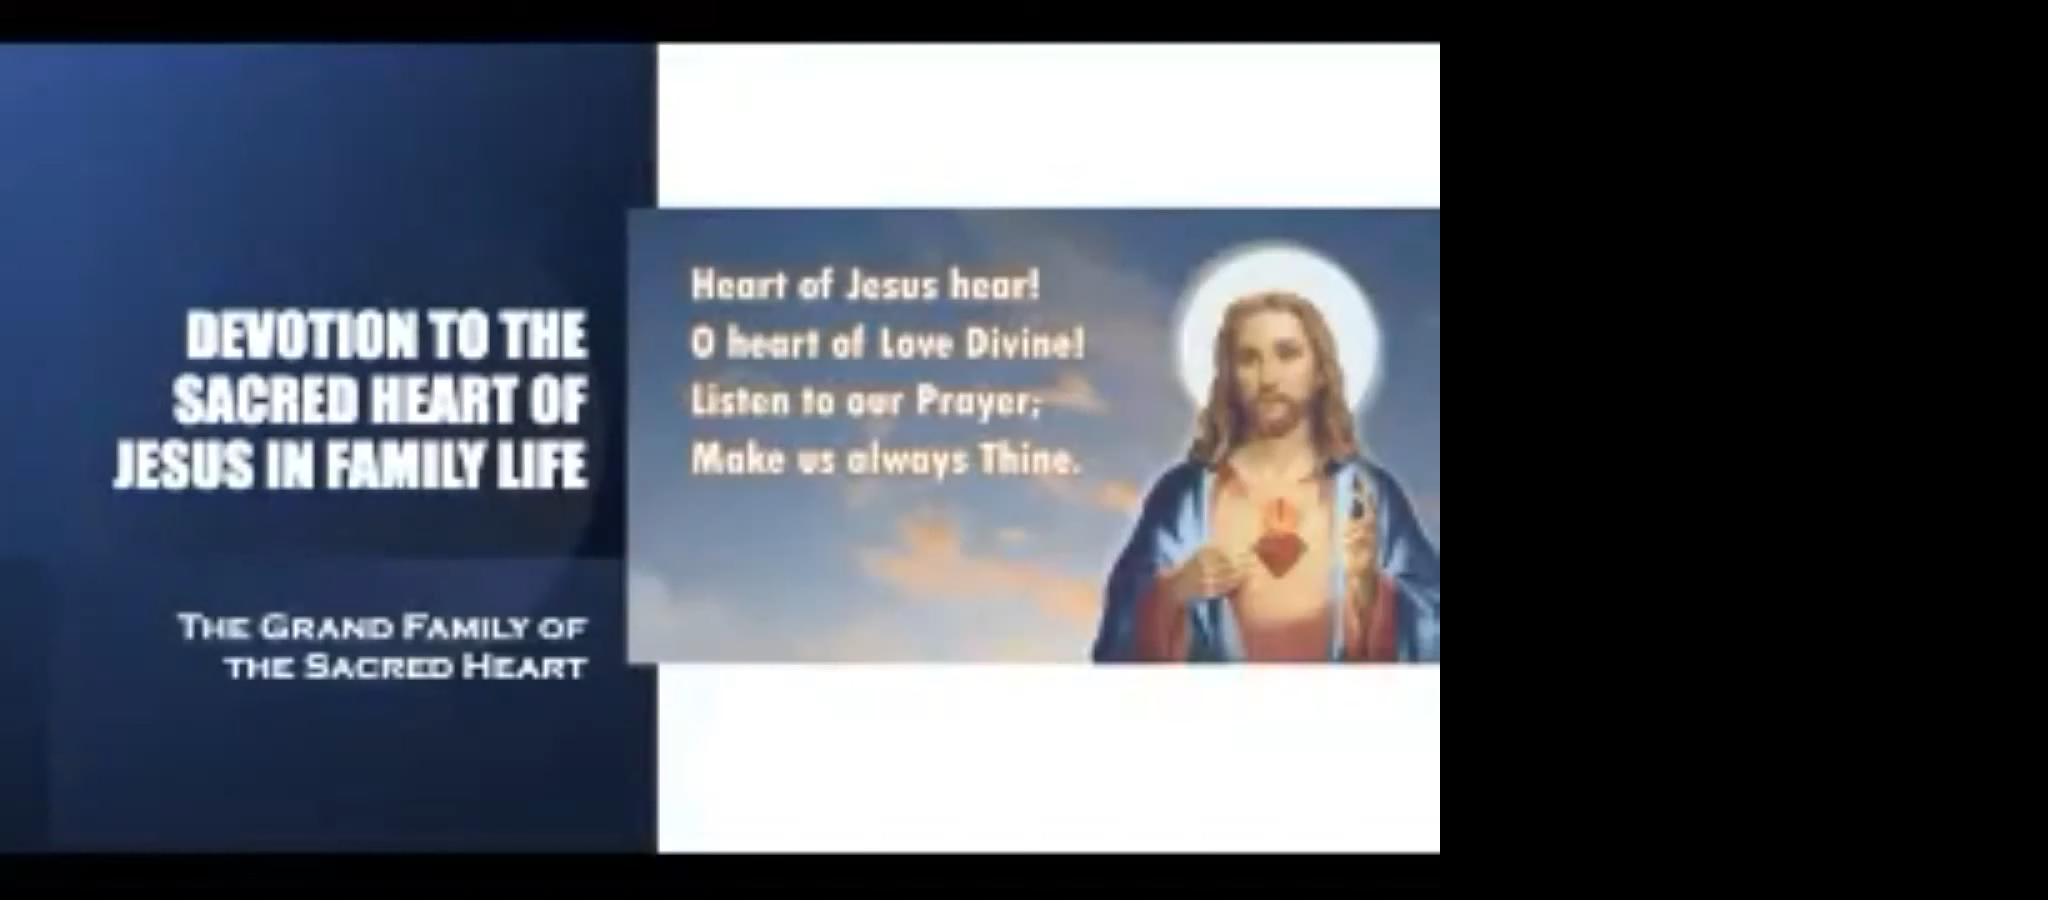 DEVOTION TO THE
SACRED HEART OF
JESUS IN FAMILY LIFE
THE GRAND FAMILY OF
THE SACRED HEART
Heart of Jesus hear!
O heart of Love Divine!
Listen to our Prayer;
Make us always Thine.